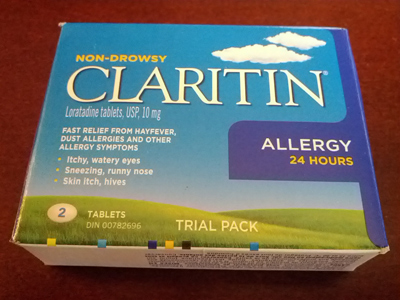 NON-DROWSY
CLARITIN®
Loratadine tablets, USP, 10 mg
FAST RELIEF FROM HAYFEVER,
DUST ALLERGIES AND OTHER
ALLERGY SYMPTOMS
• Itchy, watery eyes
• Sneezing, runny nose
• Skin itch, hives
ALLERGY
24 HOURS
2 TABLETS
DIN 00782696
TRIAL PACK